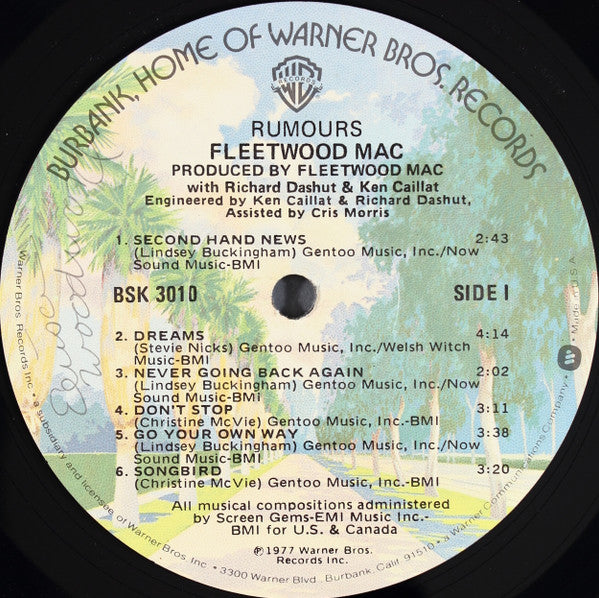 BURBANK, HOME OF WARNER BROS. RECORDS
WB
RECORDS
RUMOURS
FLEETWOOD MAC
PRODUCED BY FLEETWOOD MAC
with Richard Dashut & Ken Caillat
Engineered by Ken Caillat & Richard Dashut,
Assisted by Cris Morris
1. SECOND HAND NEWS 2:43
(Lindsey Buckingham) Gentoo Music, Inc./Now
Sound Music-BMI
BSK 3010 SIDE I
2. DREAMS 4:14
(Stevie Nicks) Gentoo Music, Inc./Welsh Witch
Music-BMI
3. NEVER GOING BACK AGAIN 2:02
(Lindsey Buckingham) Gentoo Music, Inc./Now
Sound Music-BMI
4. DON'T STOP 3:11
(Christine McVie) Gentoo Music, Inc.-BMI
5. GO YOUR OWN WAY 3:38
(Lindsey Buckingham) Gentoo Music, Inc./Now
Sound Music-BMI
6. SONGBIRD 3:20
(Christine McVie) Gentoo Music, Inc.-BMI
All musical compositions administered
by Screen Gems-EMI Music Inc.-
BMI for U.S. & Canada
℗1977 Warner Bros.
Records Inc.
Warner Bros. Records Inc. • a subsidiary and licensee of Warner Bros. Inc. • 3300 Warner Blvd., Burbank, Calif. 91510 • a Warner Communications Company • Made in U.S.A.
Woodward